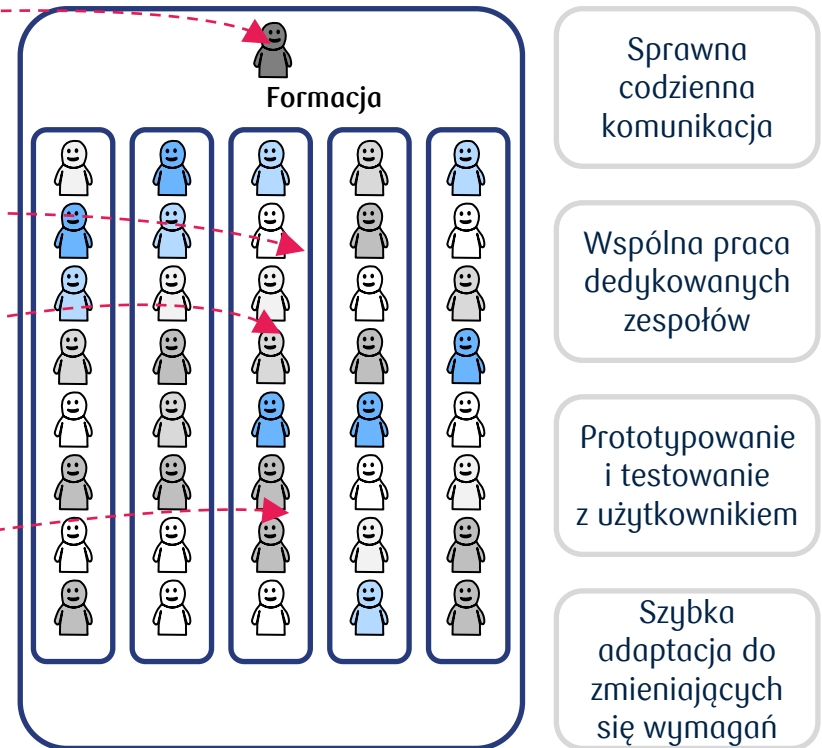 Formacja
Sprawna
codzienna
komunikacja
Wspólna praca
dedykowanych
zespołów
Prototypowanie
i testowanie
z użytkownikiem
Szybka
adaptacja do
zmieniających
się wymagań